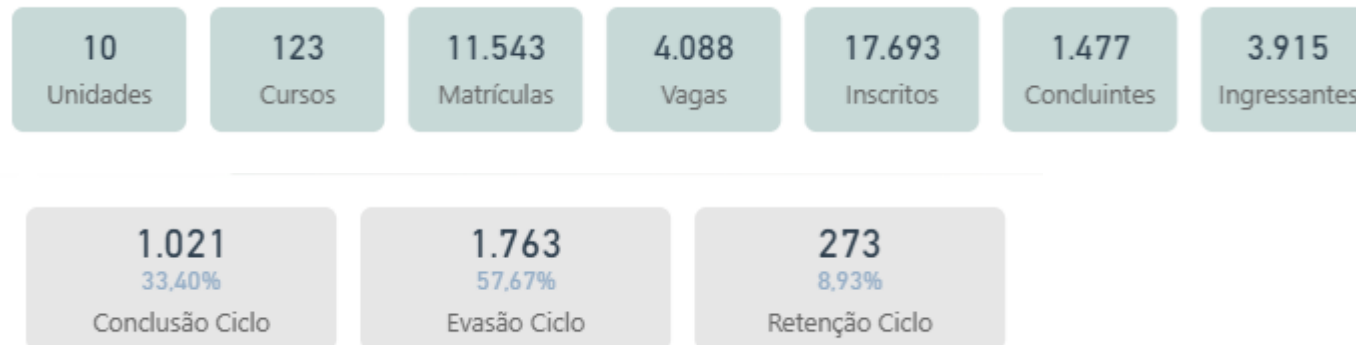 10 123 11.543 4.088 17.693 1.477 3.915
Unidades Cursos Matrículas Vagas Inscritos Concluintes Ingressantes
1.021 1.763 273
33,40% 57,67% 8,93%
Conclusão Ciclo Evasão Ciclo Retenção Ciclo